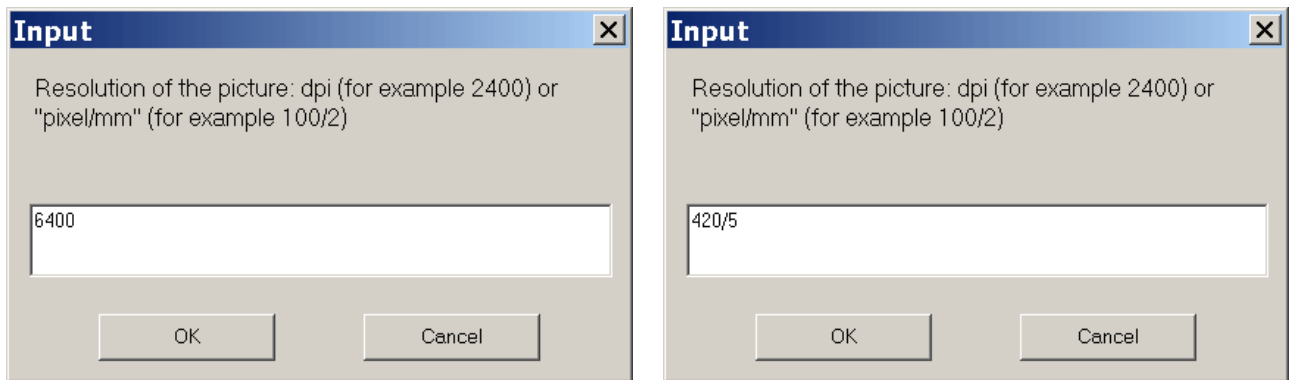 Input
Resolution of the picture: dpi (for example 2400) or
"pixel/mm" (for example 100/2)
6400
OK Cancel
Input
Resolution of the picture: dpi (for example 2400) or
"pixel/mm" (for example 100/2)
420/5
OK Cancel